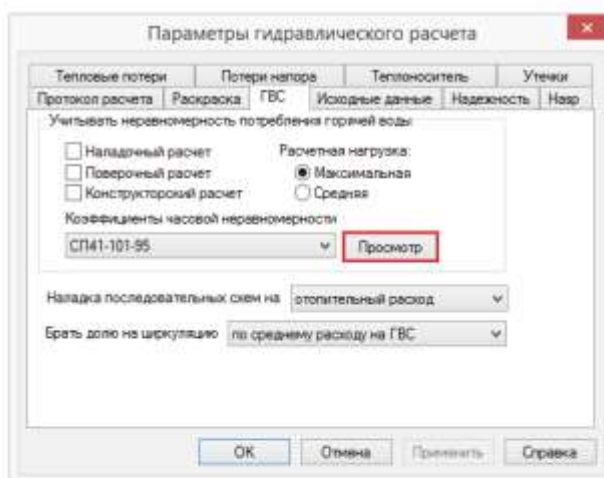 Параметры гидравлического расчета
Тепловые потери Потери напора Теплоноситель Утечки
Протокол расчета Раскраска ГВС Исходные данные Надежность Назр
Учитывать неравномерность потребления горячей воды
Наладочный расчет Расчетная нагрузка:
Поверочный расчет Максимальная
Конструкторский расчет Средняя
Коэффициенты часовой неравномерности
СП41-101-95 Просмотр
Наладка последовательных схем на отопительный расход
Брать долю на циркуляцию по среднему расходу на ГВС
ОК Отмена Применить Справка